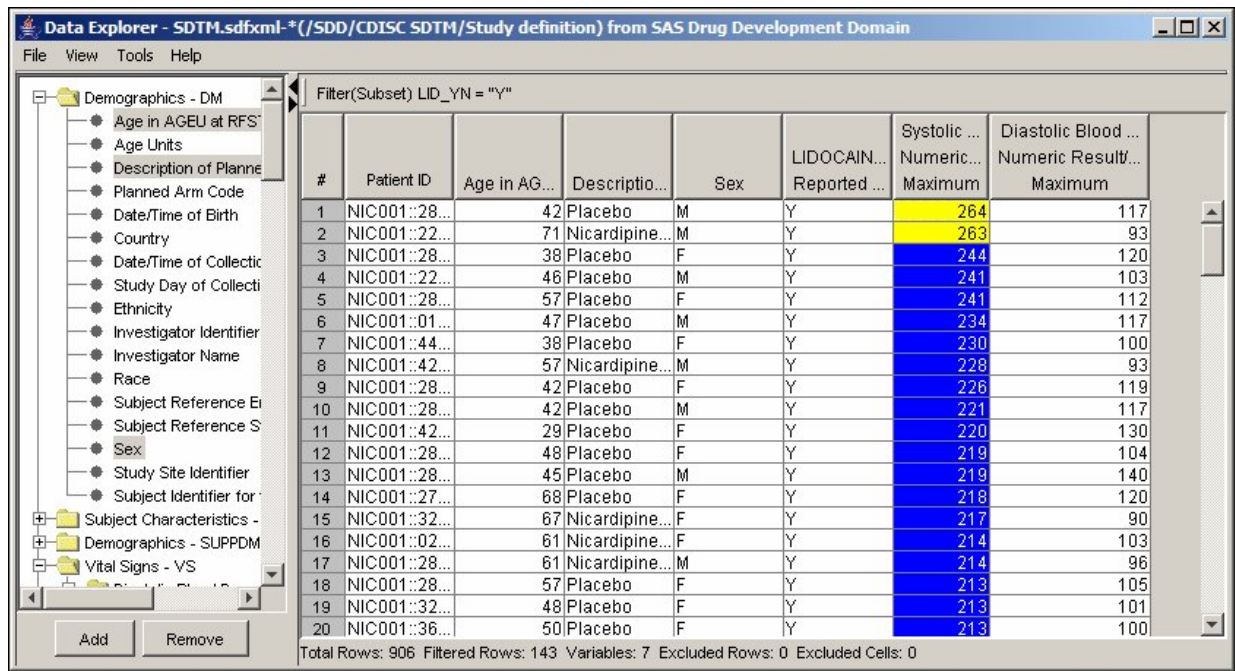 Data Explorer - SDTM.sdfxml-*(/SDD/CDISC SDTM/Study definition) from SAS Drug Development Domain
File View Tools Help
Demographics - DM
Age in AGEU at RFS
Age Units
Description of Planne
Planned Arm Code
Date/Time of Birth
Country
Date/Time of Collectic
Study Day of Collecti
Ethnicity
Investigator Identifier
Investigator Name
Race
Subject Reference E
Subject Reference S
Sex
Study Site Identifier
Subject Identifier for
Subject Characteristics -
Demographics - SUPPDM
Vital Signs - VS
Add Remove
Filter(Subset) LID_YN = "Y"
# Patient ID Age in AG... Descriptio... Sex LIDOCAIN... Reported ... Systolic ... Numeric... Maximum Diastolic Blood ... Numeric Result/... Maximum
1 NIC001::28... 42 Placebo M Y 264 117
2 NIC001::22... 71 Nicardipine... M Y 263 93
3 NIC001::28... 38 Placebo F Y 244 120
4 NIC001::22... 46 Placebo M Y 241 103
5 NIC001::28... 57 Placebo F Y 241 112
6 NIC001::01... 47 Placebo M Y 234 117
7 NIC001::44... 38 Placebo F Y 230 100
8 NIC001::42... 57 Nicardipine... M Y 228 93
9 NIC001::28... 42 Placebo F Y 226 119
10 NIC001::28... 42 Placebo M Y 221 117
11 NIC001::42... 29 Placebo F Y 220 130
12 NIC001::28... 48 Placebo F Y 219 104
13 NIC001::28... 45 Placebo M Y 219 140
14 NIC001::27... 68 Placebo F Y 218 120
15 NIC001::32... 67 Nicardipine... F Y 217 90
16 NIC001::02... 61 Nicardipine... F Y 214 103
17 NIC001::28... 61 Nicardipine... M Y 214 96
18 NIC001::28... 57 Placebo F Y 213 105
19 NIC001::32... 48 Placebo F Y 213 101
20 NIC001::36... 50 Placebo F Y 213 100
Total Rows: 906 Filtered Rows: 143 Variables: 7 Excluded Rows: 0 Excluded Cells: 0